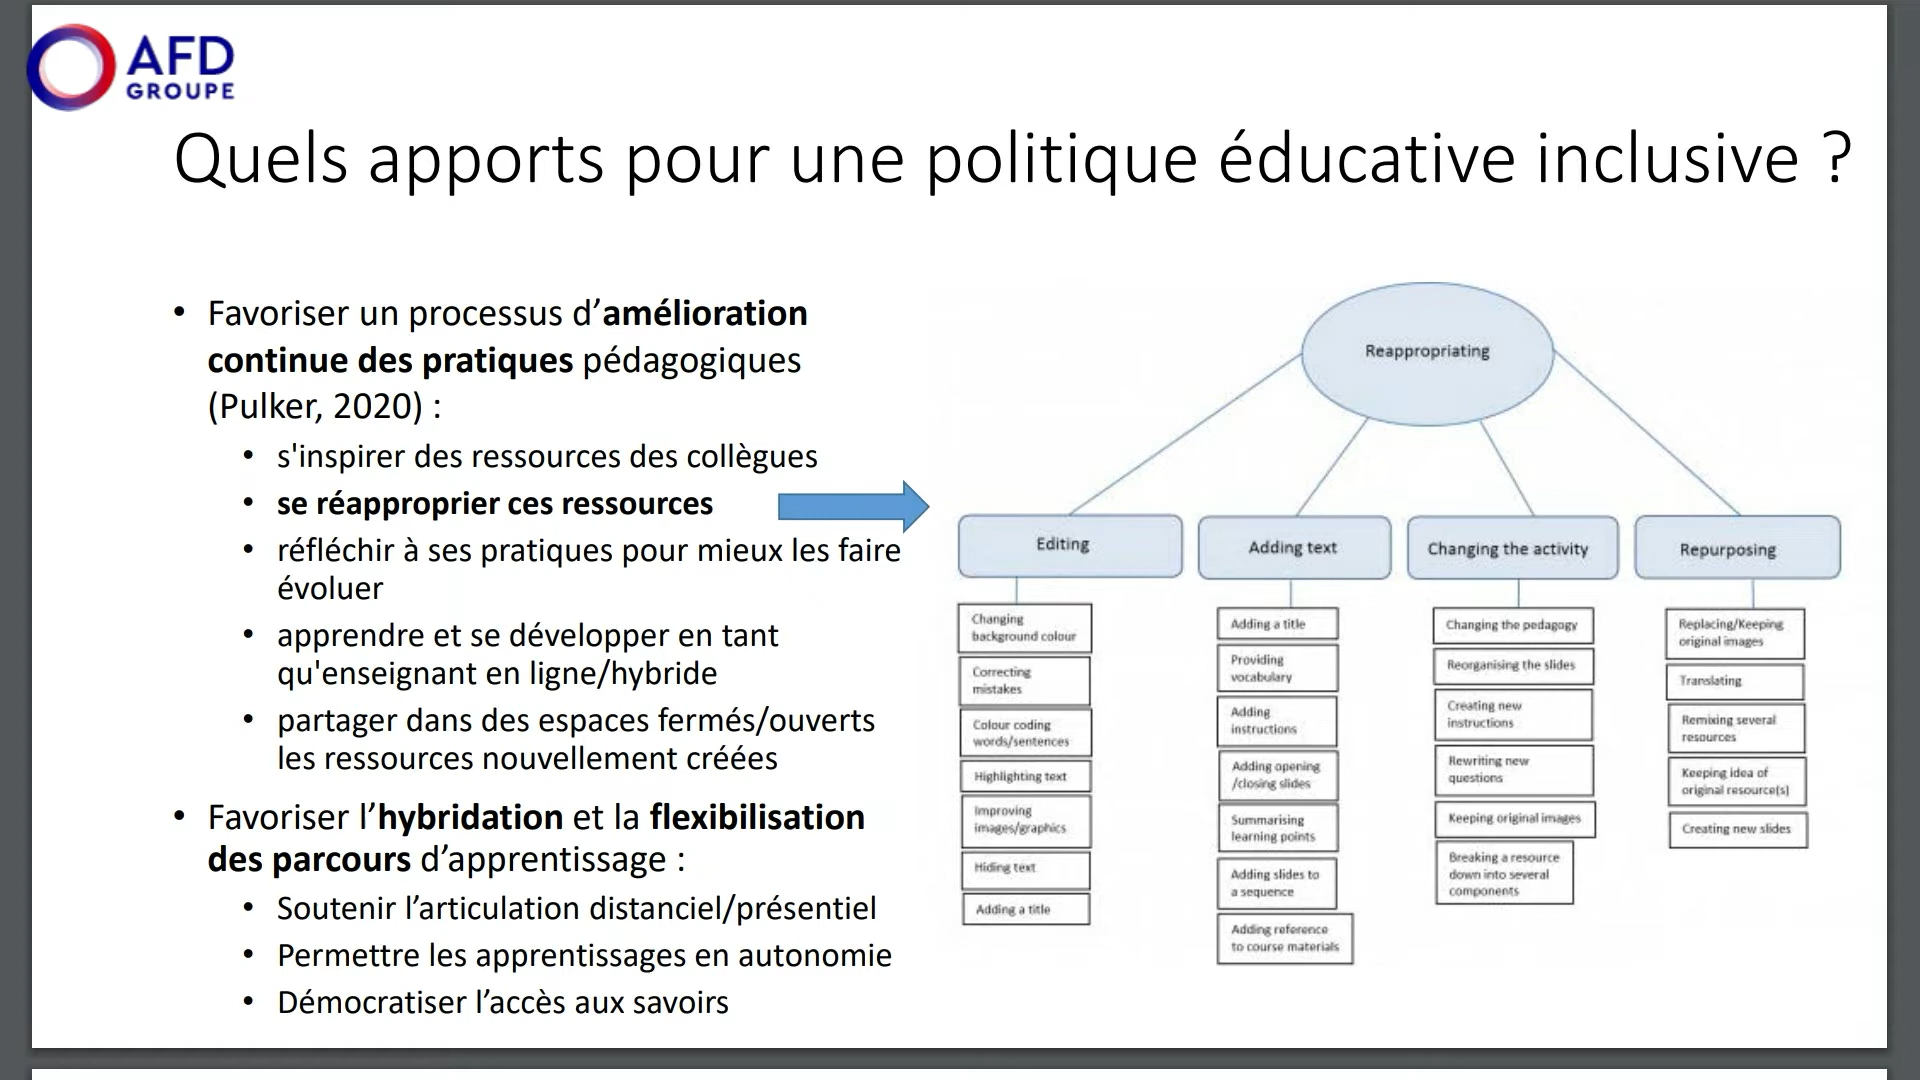 AFD
GROUPE
Quels apports pour une politique éducative inclusive ?
• Favoriser un processus d’amélioration
continue des pratiques pédagogiques
(Pulker, 2020) :
• s'inspirer des ressources des collègues
• se réapproprier ces ressources
• réfléchir à ses pratiques pour mieux les faire
évoluer
• apprendre et se développer en tant
qu'enseignant en ligne/hybride
• partager dans des espaces fermés/ouverts
les ressources nouvellement créées
• Favoriser l’hybridation et la flexibilisation
des parcours d’apprentissage :
• Soutenir l’articulation distanciel/présentiel
• Permettre les apprentissages en autonomie
• Démocratiser l’accès aux savoirs
Reappropriating
Editing
Changing
background colour
Correcting
mistakes
Colour coding
words/sentences
Highlighting text
Improving
images/graphics
Hiding text
Adding a title
Adding text
Adding a title
Providing
vocabulary
Adding
instructions
Adding opening
/closing slides
Summarising
learning points
Adding slides to
a sequence
Adding reference
to course materials
Changing the activity
Changing the pedagogy
Reorganising the slides
Creating new
instructions
Rewriting new
questions
Keeping original images
Breaking a resource
down into several
components
Repurposing
Replacing/Keeping
original images
Translating
Remixing several
resources
Keeping idea of
original resource(s)
Creating new slides